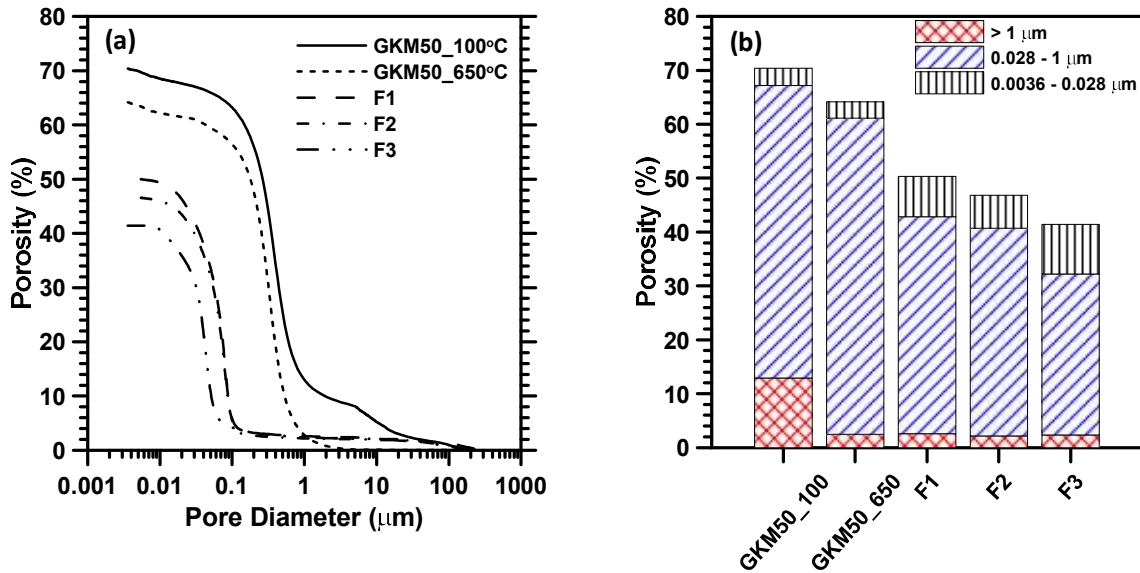 (a)
GKM50_100°C
GKM50_650°C
F1
F2
F3
80
70
60
50
40
30
20
10
0
Porosity (%)
0.001 0.01 0.1 1 10 100 1000
Pore Diameter (μm)
(b)
> 1 μm
0.028 - 1 μm
0.0036 - 0.028 μm
80
70
60
50
40
30
20
10
0
Porosity (%)
GKM50_100
GKM50_650
F1
F2
F3